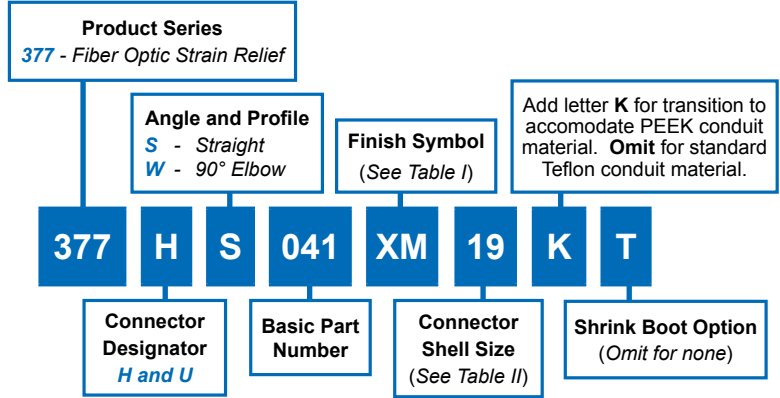 Product Series
377 - Fiber Optic Strain Relief
Angle and Profile
S - Straight
W - 90° Elbow
Finish Symbol
(See Table I)
Add letter K for transition to
accomodate PEEK conduit
material. Omit for standard
Teflon conduit material.
377 H S 041 XM 19 K T
Connector
Designator
H and U
Basic Part
Number
Connector
Shell Size
(See Table II)
Shrink Boot Option
(Omit for none)